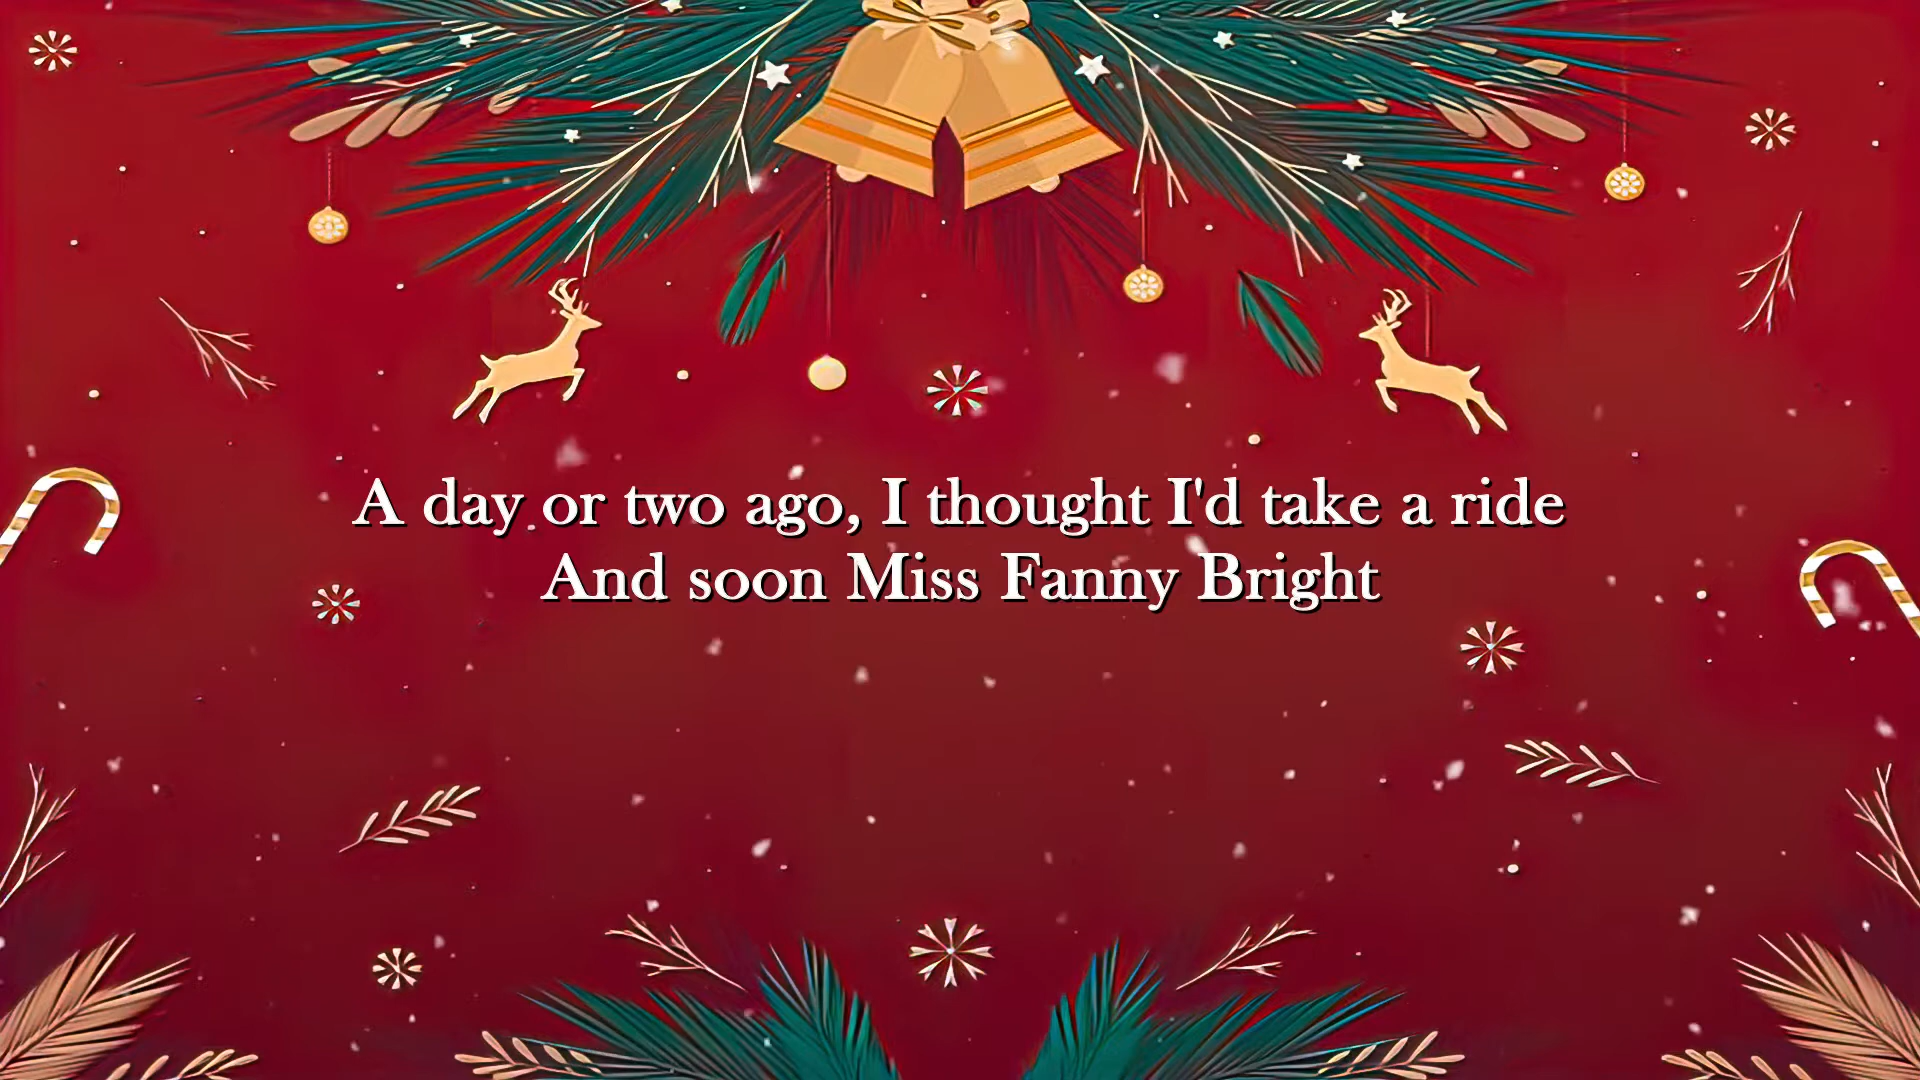 A day or two ago, I thought I'd take a ride
And soon Miss Fanny Bright